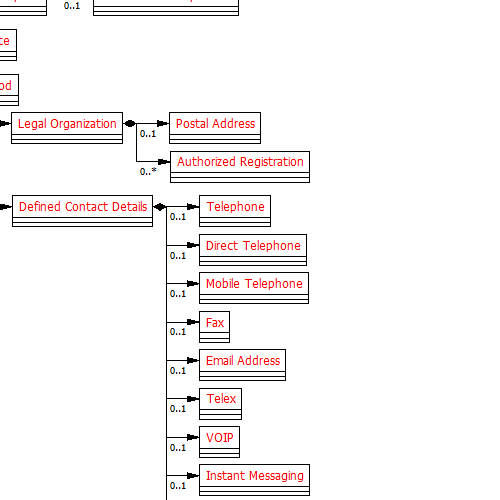 0..1
te
od
Legal Organization
0..1
Postal Address
0..*
Authorized Registration
Defined Contact Details
0..1
Telephone
0..1
Direct Telephone
0..1
Mobile Telephone
0..1
Fax
0..1
Email Address
0..1
Telex
0..1
VOIP
0..1
Instant Messaging